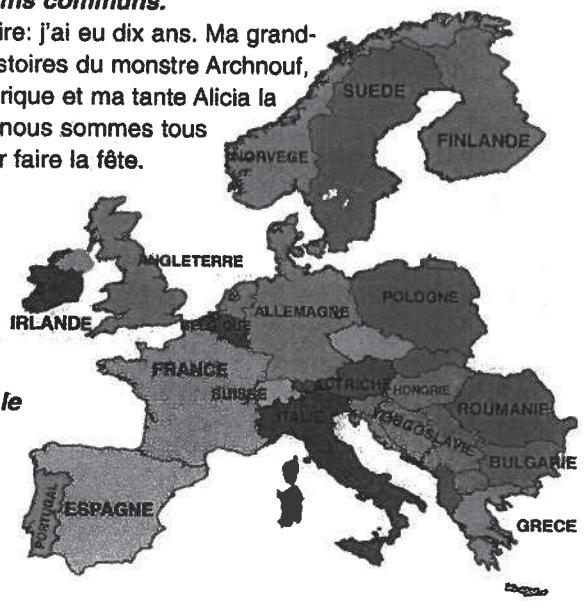 ms communs.
ire: j'ai eu dix ans. Ma grand-
stoires du monstre Archnouf,
rique et ma tante Alicia la
nous sommes tous
r faire la fête.
SUEDE
FINLANDE
NORVEGE
ANGLETERRE
IRLANDE
BELGIQUE
ALLEMAGNE
POLOGNE
FRANCE
SUISSE
AUTRICHE
HONGRIE
ITALIE
YOUGOSLAVIE
ROUMANIE
le
BULGARIE
PORTUGAL
ESPAGNE
GRECE